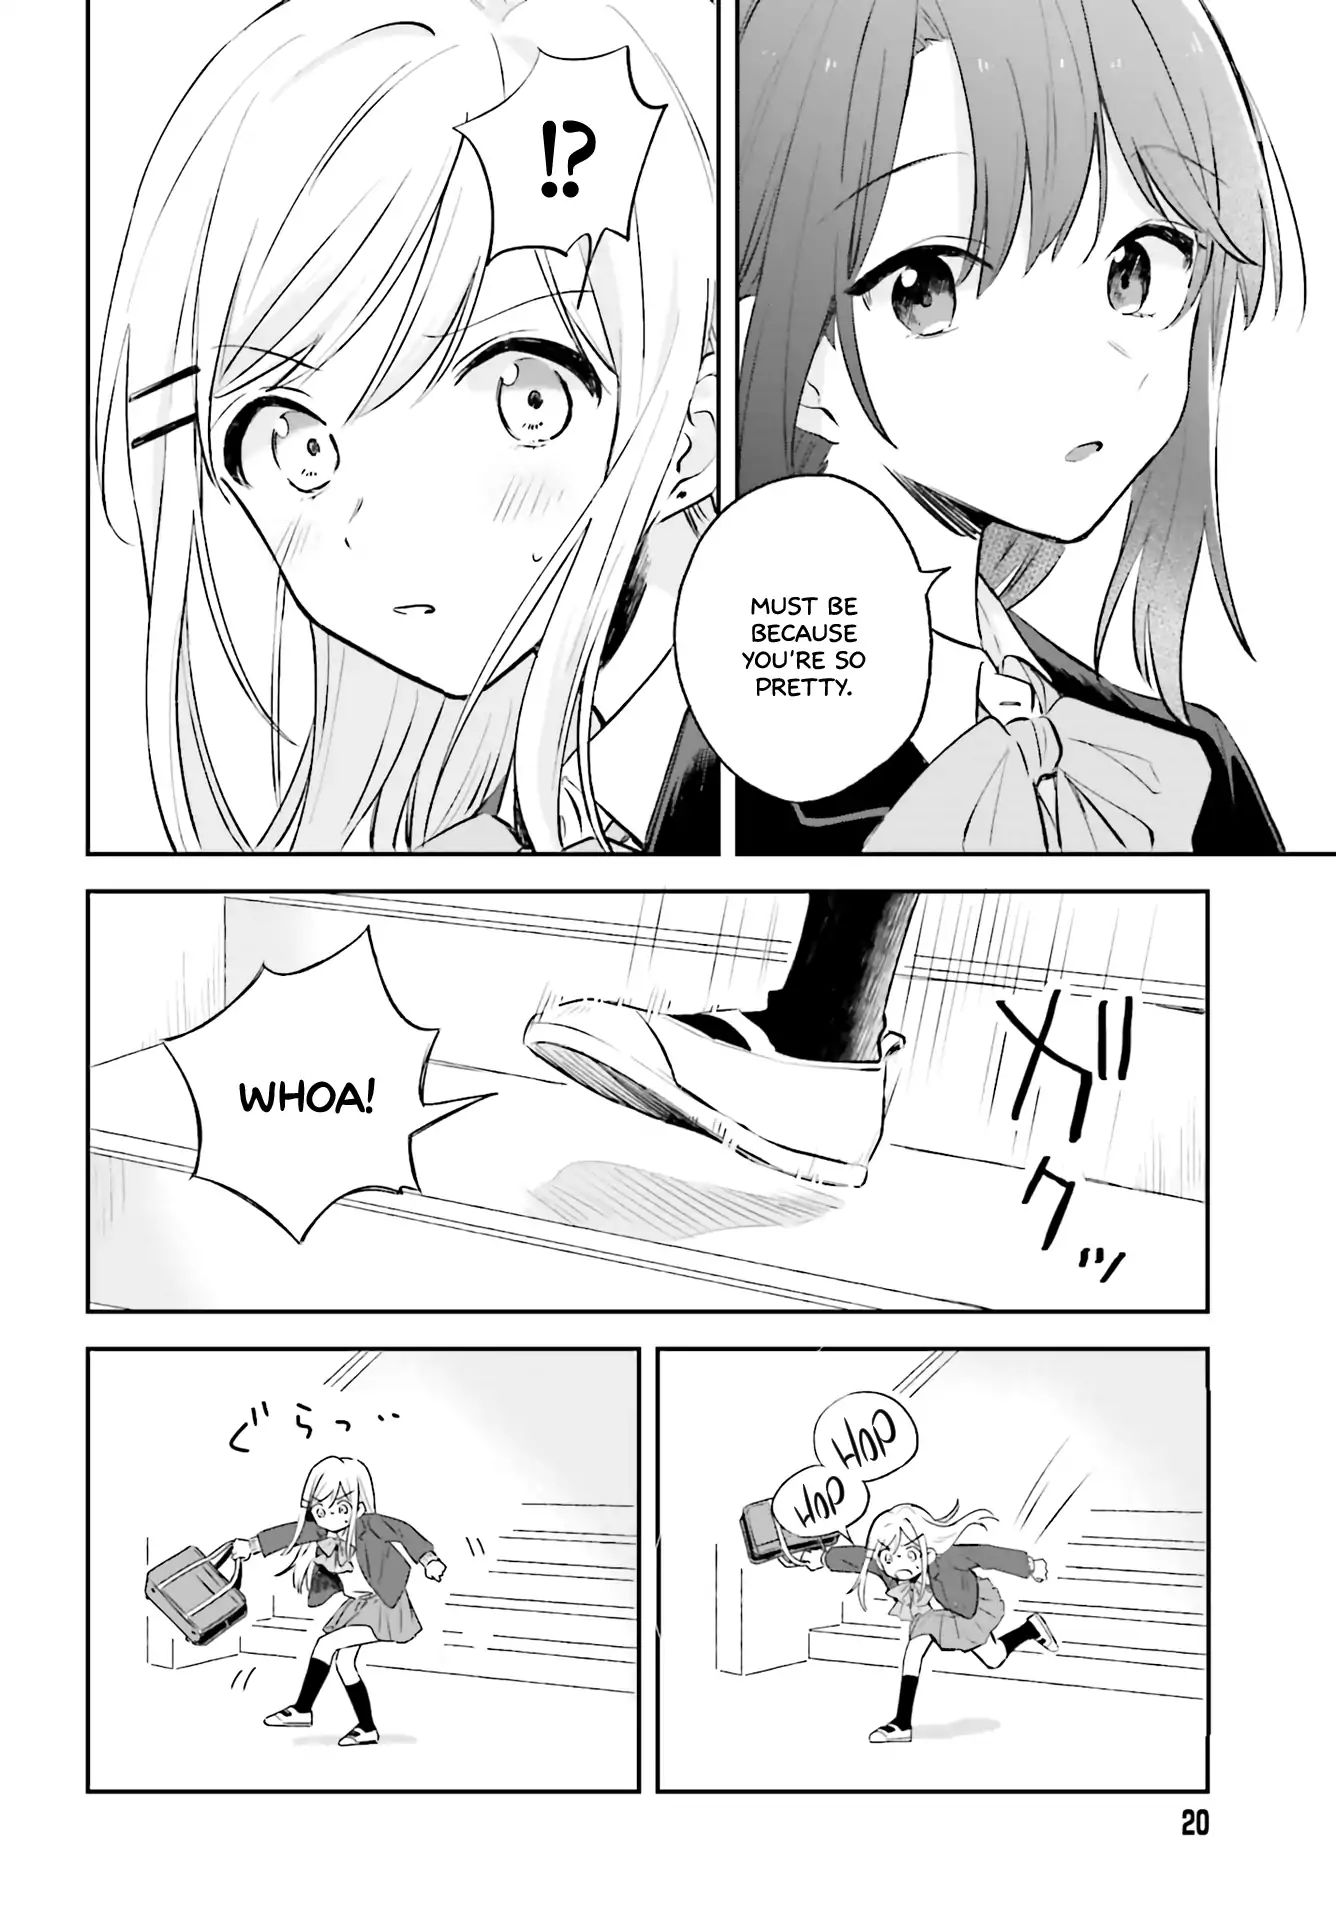 MUST BE
BECAUSE
YOU'RE SO
PRETTY.
!?
ガクッ
WHOA!
HOP
HOP
ぐらっ・・
20